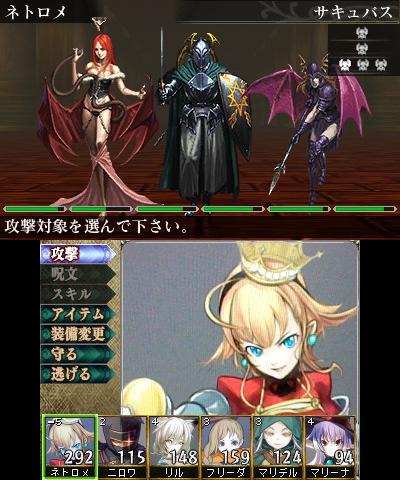 ネトロメ
サキュバス
攻撃対象を選んで下さい。
攻撃
呪文
スキル
アイテム
装備変更
守る
逃げる
-5 2 3 3 3 4
292 115 148 159 124 94
ネトロメ ニロワ リル フリーダ マリデル マリーナ